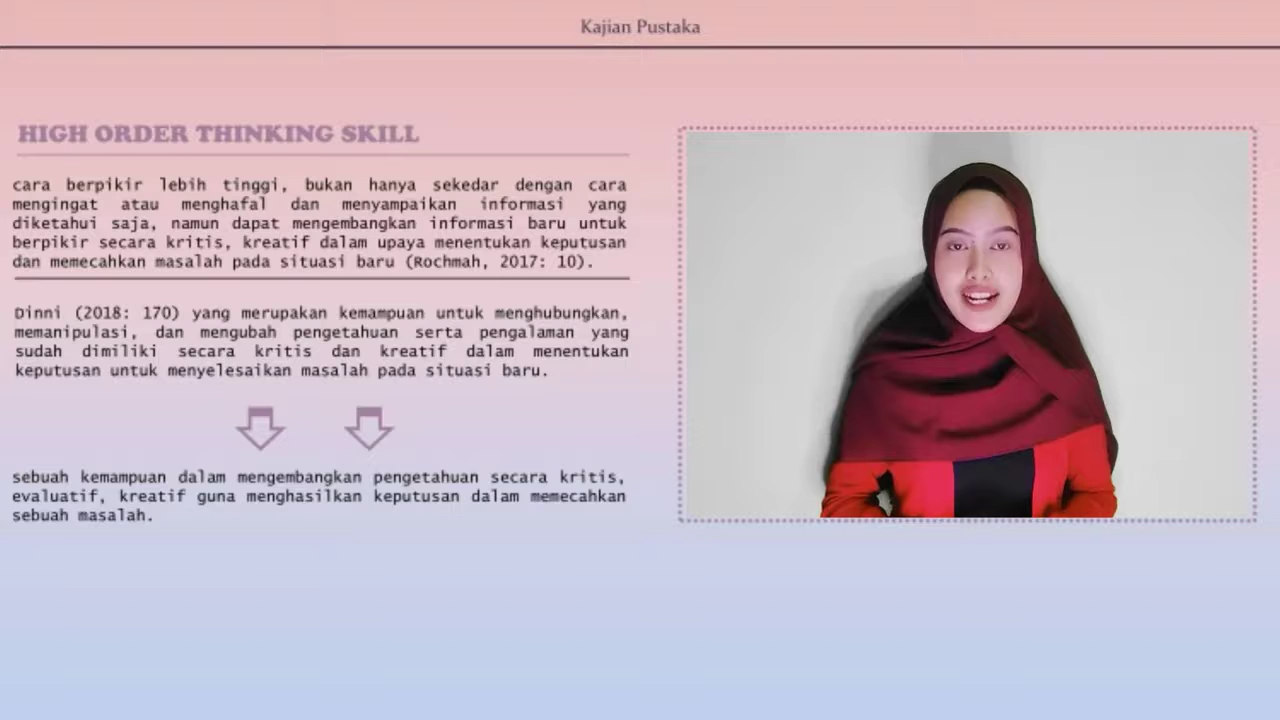 Kajian Pustaka
HIGH ORDER THINKING SKILL
cara berpikir lebih tinggi, bukan hanya sekedar dengan cara
mengingat atau menghafal dan menyampaikan informasi yang
diketahui saja, namun dapat mengembangkan informasi baru untuk
berpikir secara kritis, kreatif dalam upaya menentukan keputusan
dan memecahkan masalah pada situasi baru (Rochmah, 2017: 10).
Dinni (2018: 170) yang merupakan kemampuan untuk menghubungkan,
memanipulasi, dan mengubah pengetahuan serta pengalaman yang
sudah dimiliki secara kritis dan kreatif dalam menentukan
keputusan untuk menyelesaikan masalah pada situasi baru.
sebuah kemampuan dalam mengembangkan pengetahuan secara kritis,
evaluatif, kreatif guna menghasilkan keputusan dalam memecahkan
sebuah masalah.